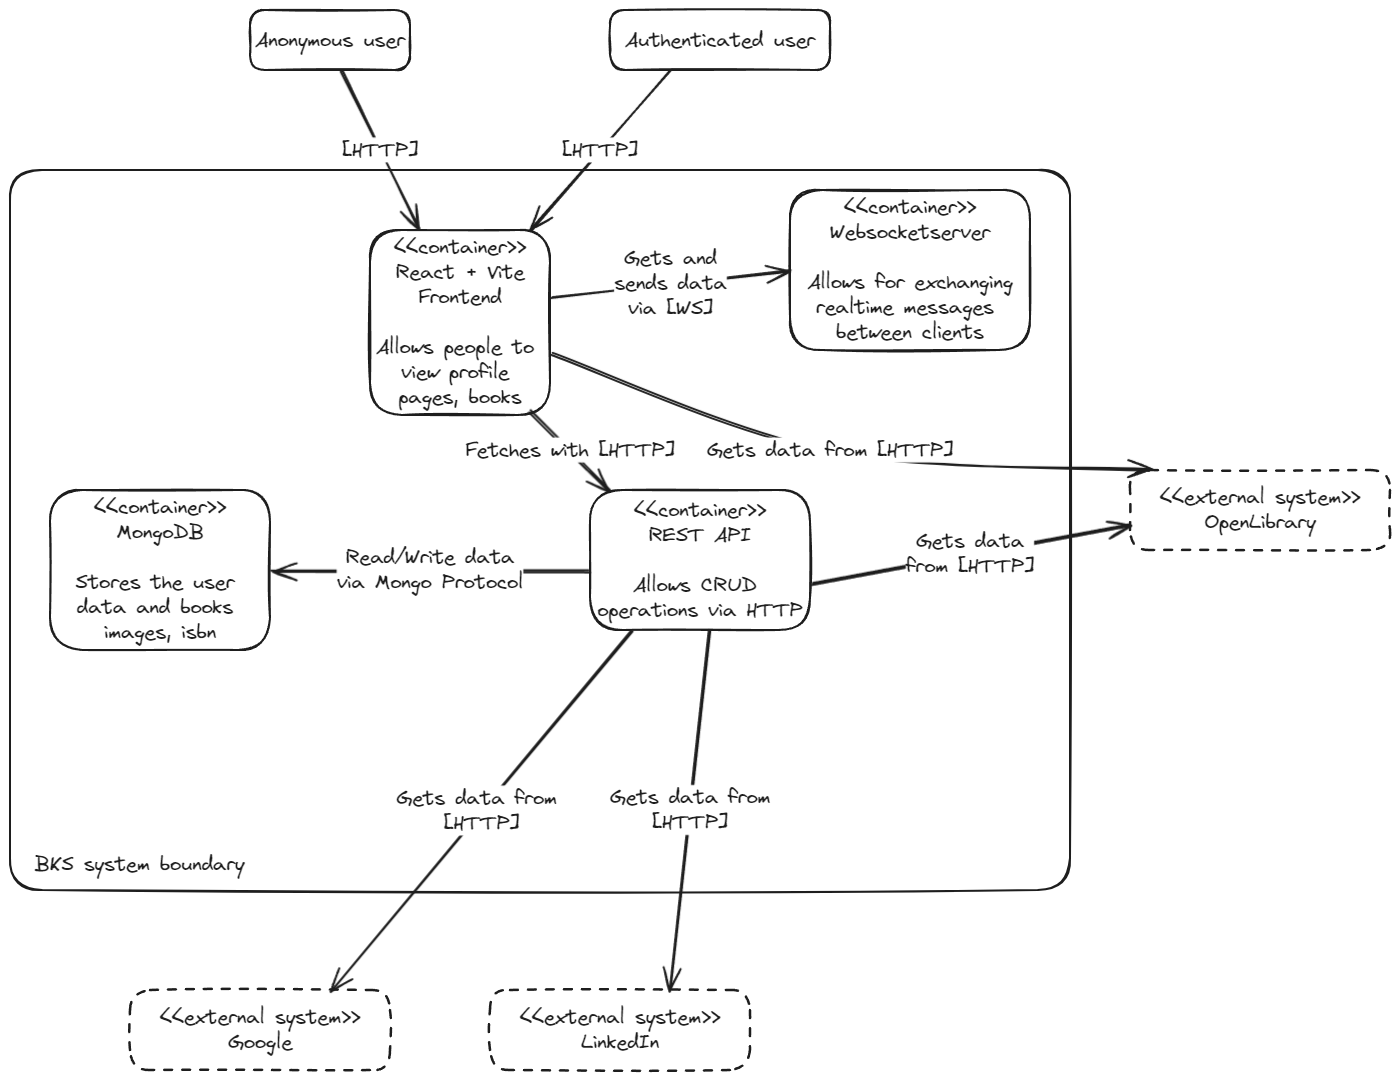 Anonymous user
Authenticated user
[HTTP]
[HTTP]
<<container>>
React + Vite
Frontend
Allows people to
view profile
pages, books
Gets and
sends data
via [WS]
<<container>>
Websocketserver
Allows for exchanging
realtime messages
between clients
Fetches with [HTTP]
Gets data from [HTTP]
<<external system>>
OpenLibrary
<<container>>
MongoDB
Stores the user
data and books
images, isbn
Read/Write data
via Mongo Protocol
<<container>>
REST API
Allows CRUD
operations via HTTP
Gets data
from [HTTP]
Gets data from
[HTTP]
Gets data from
[HTTP]
BKS system boundary
<<external system>>
Google
<<external system>>
LinkedIn